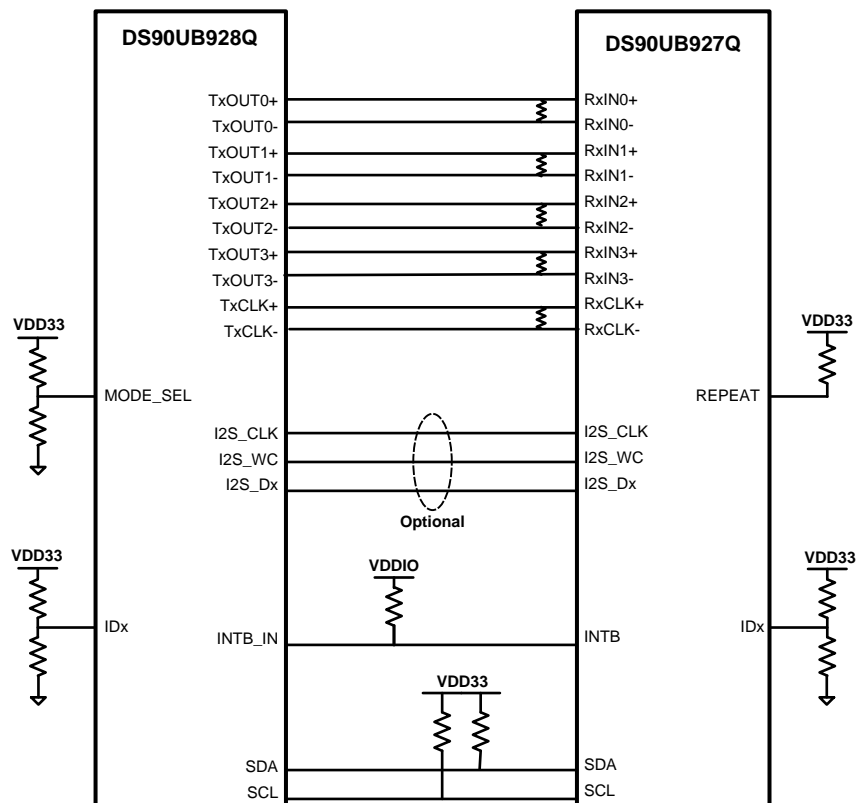 DS90UB928Q
DS90UB927Q
TxOUT0+
RxIN0+
TxOUT0-
RxIN0-
TxOUT1+
RxIN1+
TxOUT1-
RxIN1-
TxOUT2+
RxIN2+
TxOUT2-
RxIN2-
TxOUT3+
RxIN3+
TxOUT3-
RxIN3-
TxCLK+
RxCLK+
TxCLK-
RxCLK-
VDD33
VDD33
MODE_SEL
REPEAT
I2S_CLK
I2S_CLK
I2S_WC
I2S_WC
I2S_Dx
I2S_Dx
Optional
VDD33
VDD33
VDDIO
IDx
IDx
INTB_IN
INTB
VDD33
SDA
SDA
SCL
SCL